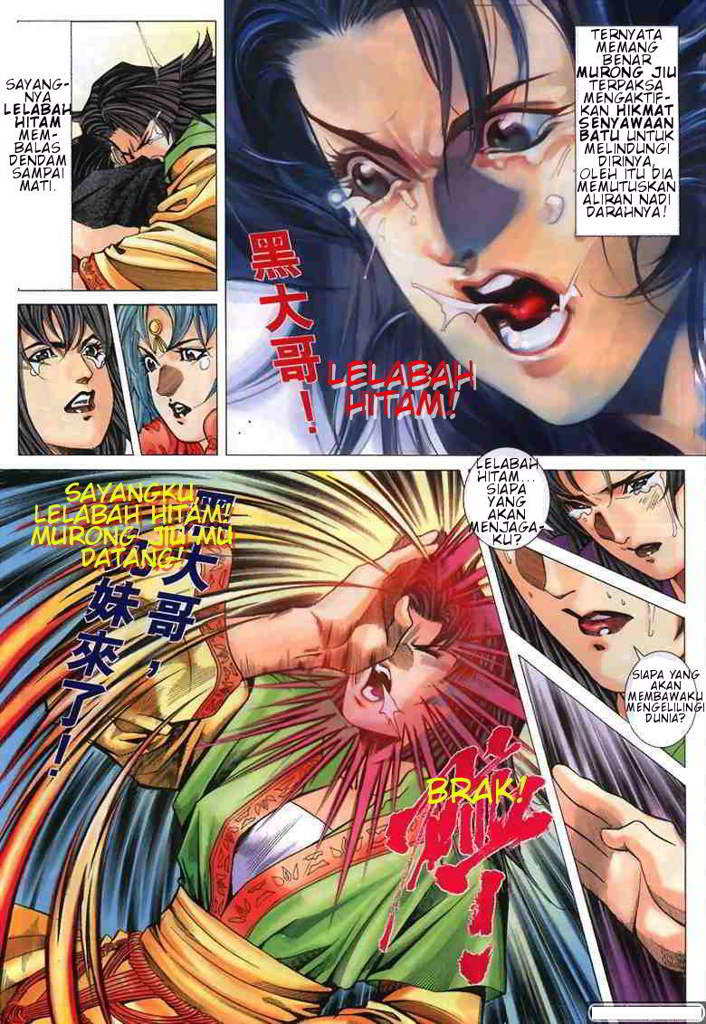 SAYANG-
NYA
LELABAH
HITAM
MEM-
BALAS
DENDAM
SAMPAI
MATI.
TERNYATA
MEMANG
BENAR
MURONG JIU
TERPAKSA
MENGAKTIF-
KAN HIKMAT
SENYAWAAN
BATU UNTUK
MELINDUNGI
DIRINYA,
OLEH ITU DIA
MEMUTUSKAN
ALIRAN NADI
DARAHNYA!
黑大哥！
LELABAH
HITAM!
LELABAH
HITAM...
SIAPA
YANG
AKAN
MENJAGA-
KU?
SIAPA YANG
AKAN
MEMBAWAKU
MENGELILINGI
DUNIA?
SAYANGKU
LELABAH HITAM!
MURONG JIU MU
DATANG!
黑大哥，
妹來了！
BRAK!